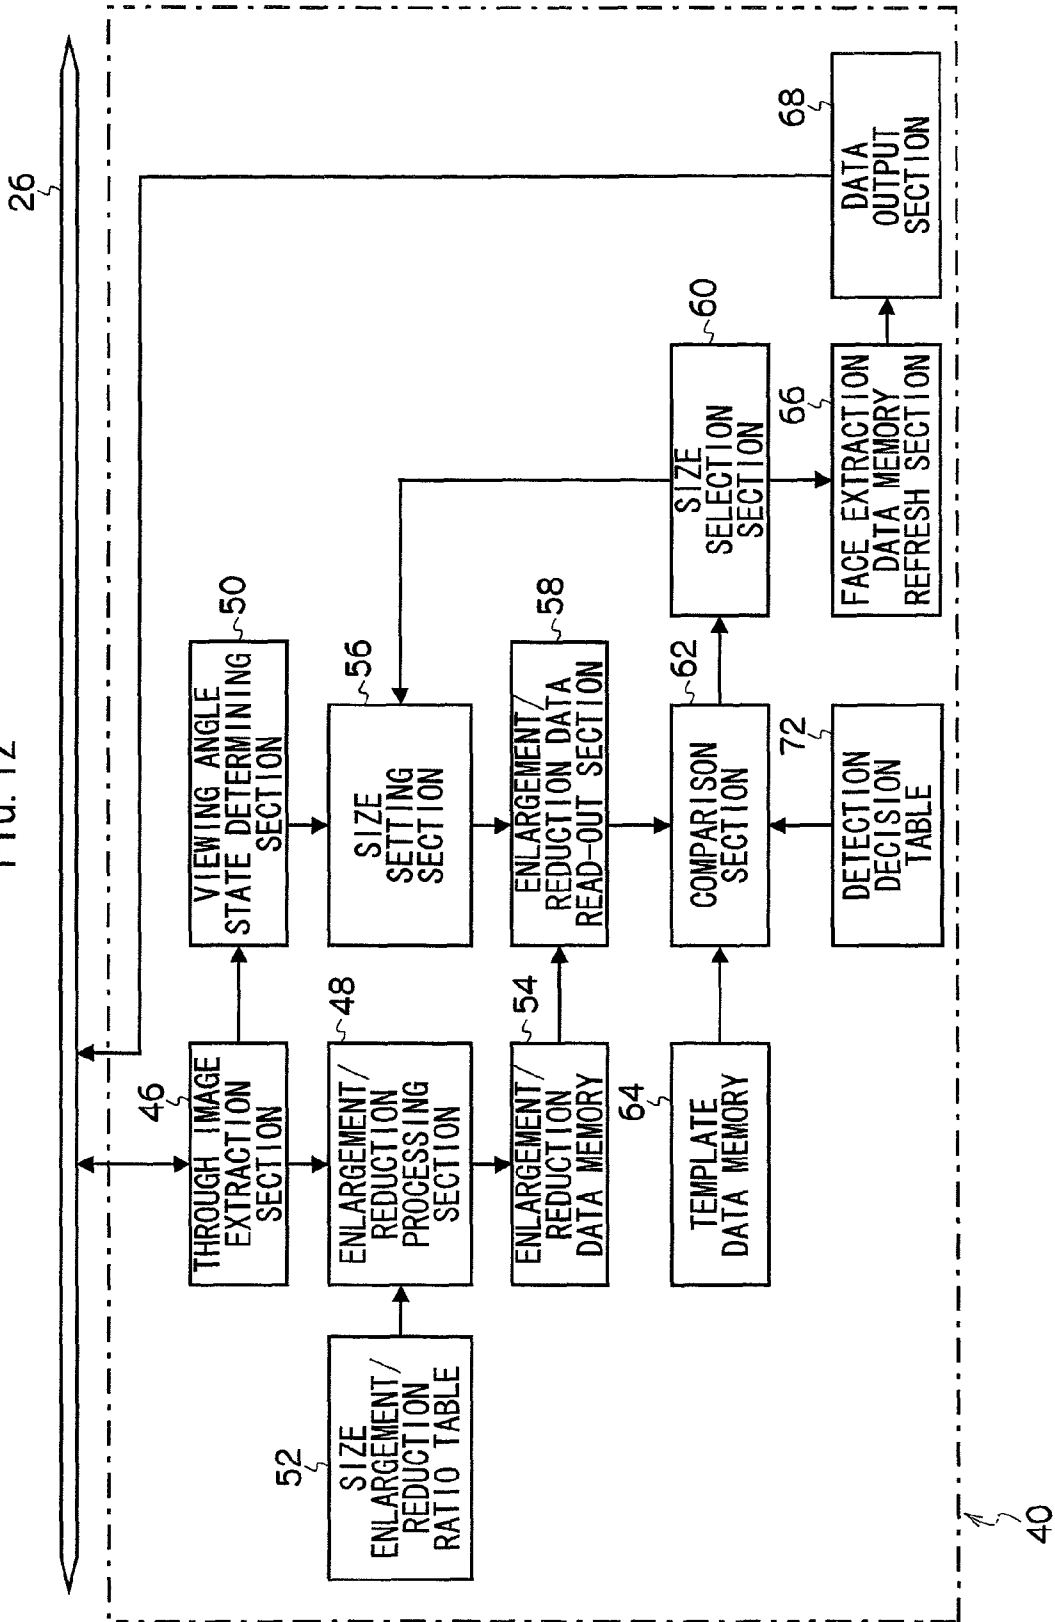 FIG. 12
26
46
THROUGH IMAGE
EXTRACTION
SECTION
50
VIEWING ANGLE
STATE DETERMINING
SECTION
52
SIZE
ENLARGEMENT/
REDUCTION
RATIO TABLE
48
ENLARGEMENT/
REDUCTION
PROCESSING
SECTION
56
SIZE
SETTING
SECTION
54
ENLARGEMENT/
REDUCTION
DATA MEMORY
58
ENLARGEMENT/
REDUCTION DATA
READ-OUT SECTION
64
TEMPLATE
DATA MEMORY
62
COMPARISON
SECTION
60
SIZE
SELECTION
SECTION
72
DETECTION
DECISION
TABLE
66
FACE EXTRACTION
DATA MEMORY
REFRESH SECTION
68
DATA
OUTPUT
SECTION
40